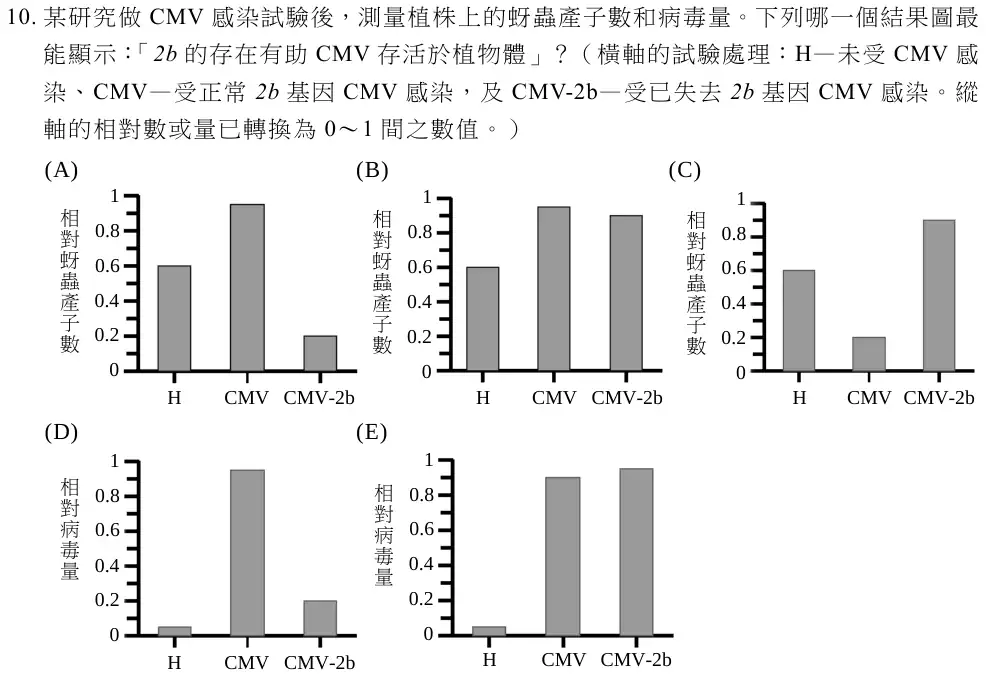 10. 某研究做 CMV 感染試驗後，測量植株上的蚜蟲產子數和病毒量。下列哪一個結果圖最
能顯示：「2b 的存在有助 CMV 存活於植物體」？（橫軸的試驗處理：H—未受 CMV 感
染、CMV—受正常 2b 基因 CMV 感染，及 CMV-2b—受已失去 2b 基因 CMV 感染。縱
軸的相對數或量已轉換為 0～1 間之數值。）
(A)
相對蚜蟲產子數
1
0.8
0.6
0.4
0.2
0
H CMV CMV-2b
(B)
相對蚜蟲產子數
1
0.8
0.6
0.4
0.2
0
H CMV CMV-2b
(C)
相對蚜蟲產子數
1
0.8
0.6
0.4
0.2
0
H CMV CMV-2b
(D)
相對病毒量
1
0.8
0.6
0.4
0.2
0
H CMV CMV-2b
(E)
相對病毒量
1
0.8
0.6
0.4
0.2
0
H CMV CMV-2b